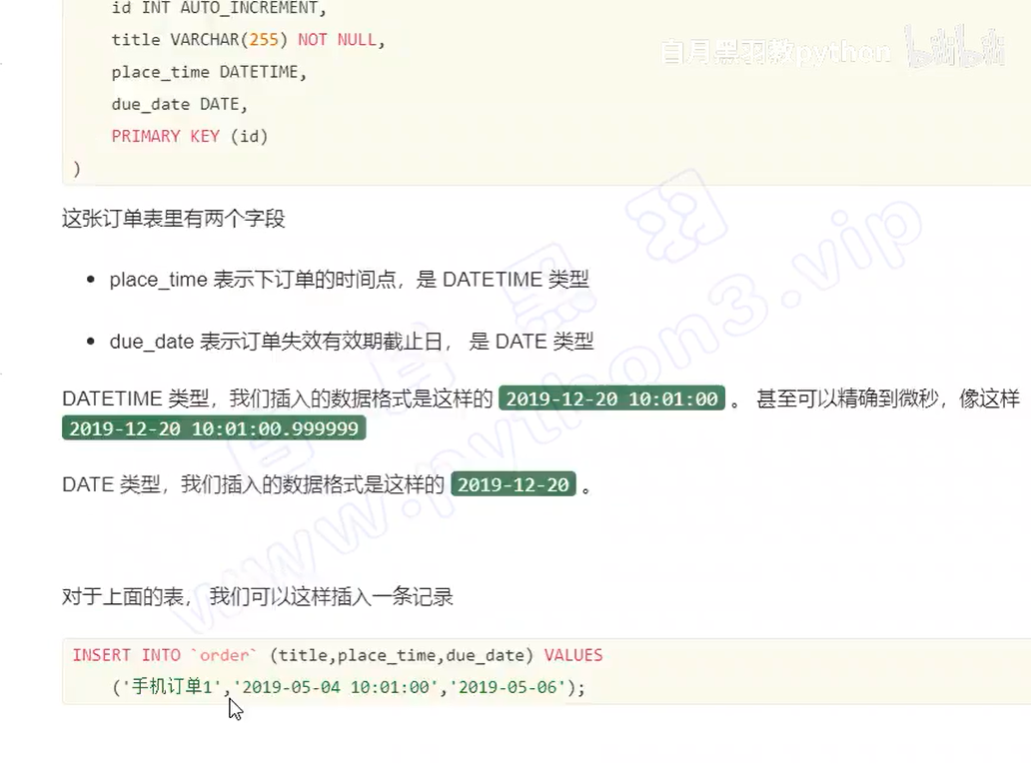 id INT AUTO_INCREMENT,
title VARCHAR(255) NOT NULL,
白月黑羽教python bilibili
place_time DATETIME,
due_date DATE,
PRIMARY KEY (id)
)
这张订单表里有两个字段
• place_time 表示下订单的时间点，是 DATETIME 类型
• due_date 表示订单失效有效期截止日， 是 DATE 类型
DATETIME 类型，我们插入的数据格式是这样的 2019-12-20 10:01:00 。 甚至可以精确到微秒，像这样
2019-12-20 10:01:00.999999
DATE 类型，我们插入的数据格式是这样的 2019-12-20 。
对于上面的表， 我们可以这样插入一条记录
INSERT INTO `order` (title,place_time,due_date) VALUES
('手机订单1','2019-05-04 10:01:00','2019-05-06');
白月黑羽
www.python3.vip